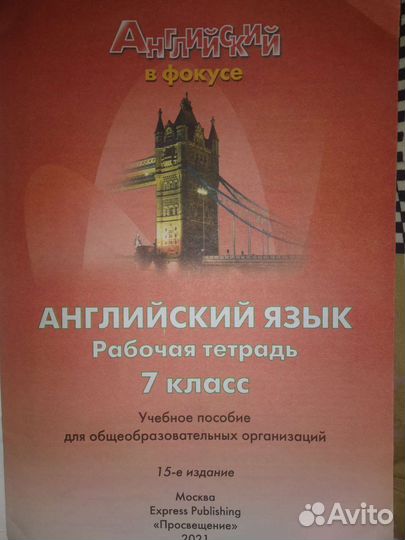 Английский
в фокусе
АНГЛИЙСКИЙ ЯЗЫК
Рабочая тетрадь
7 класс
Учебное пособие
для общеобразовательных организаций
15-е издание
Москва
Express Publishing
«Просвещение»
2021
Avito